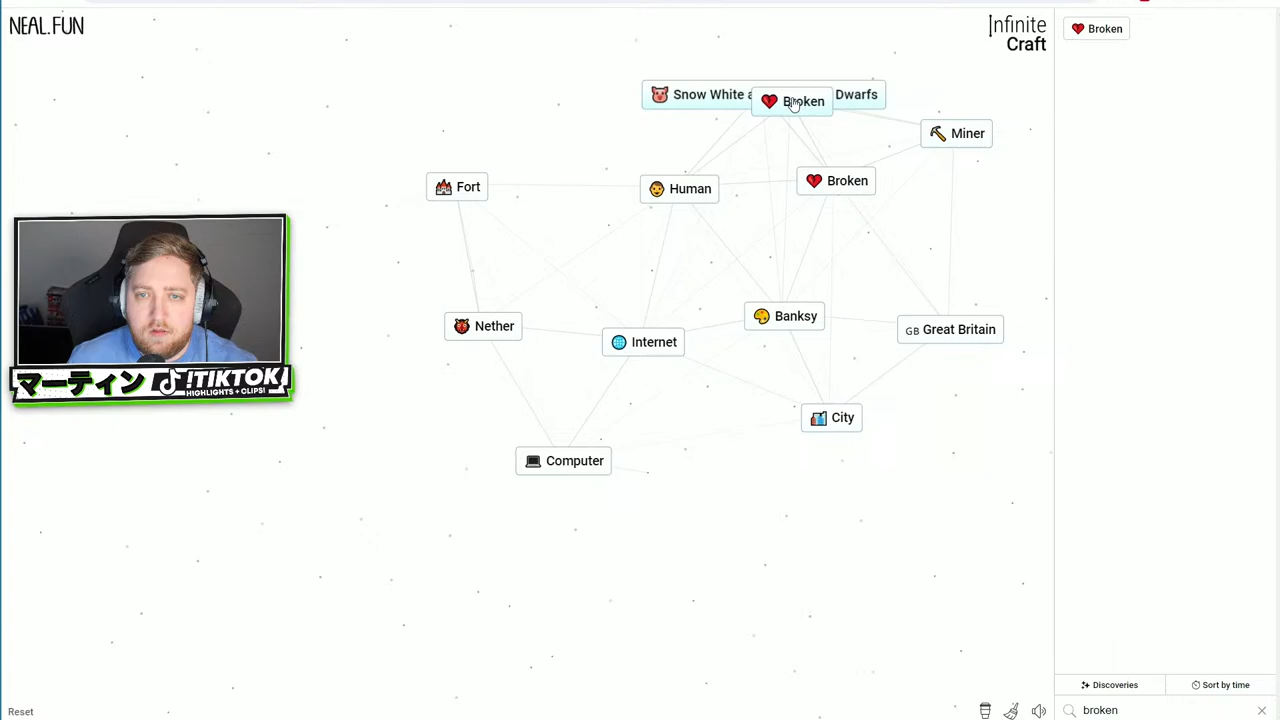 NEAL.FUN
Infinite
Craft
Broken
Snow White a
Broken
Dwarfs
Miner
Fort
Human
Broken
Nether
Internet
Banksy
GB Great Britain
City
Computer
マーティン
!TIKTOK
HIGHLIGHTS + CLIPS!
Discoveries
Sort by time
Reset
broken